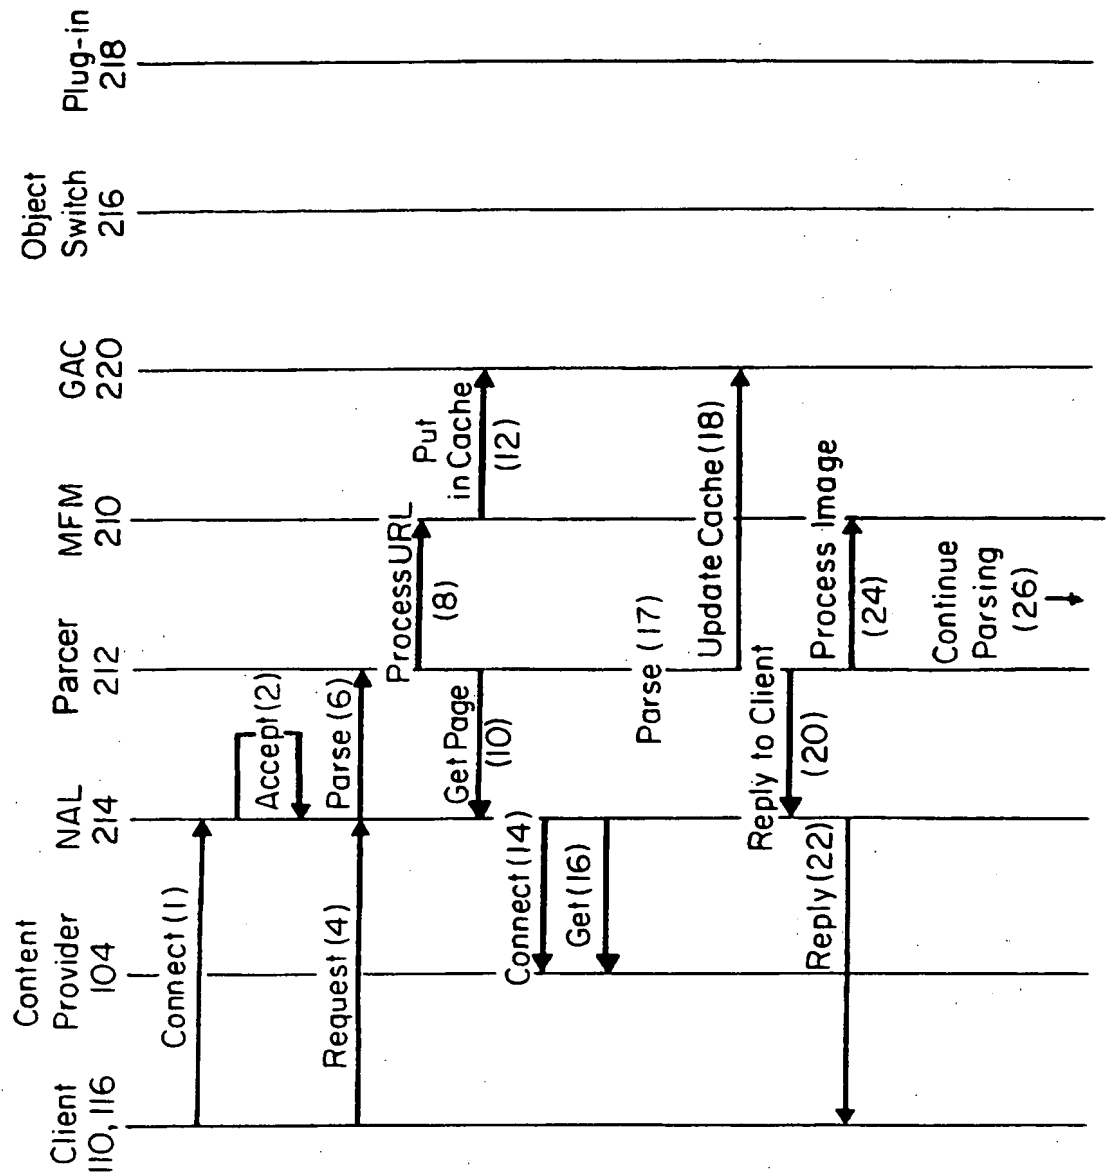 Client
110, 116
Content
Provider
104
NAL
214
Parcer
212
MFM
210
GAC
220
Object
Switch
216
Plug-in
218
Connect (1)
Accept (2)
Request (4)
Parse (6)
Process URL
(8)
Get Page
(10)
Put
in Cache
(12)
Connect (14)
Get (16)
Parse (17)
Update Cache (18)
Reply to Client
(20)
Reply (22)
Process Image
(24)
Continue
Parsing
(26)